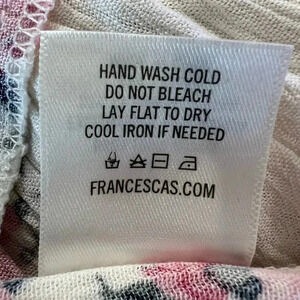 HAND WASH COLD
DO NOT BLEACH
LAY FLAT TO DRY
COOL IRON IF NEEDED
FRANCESCAS.COM